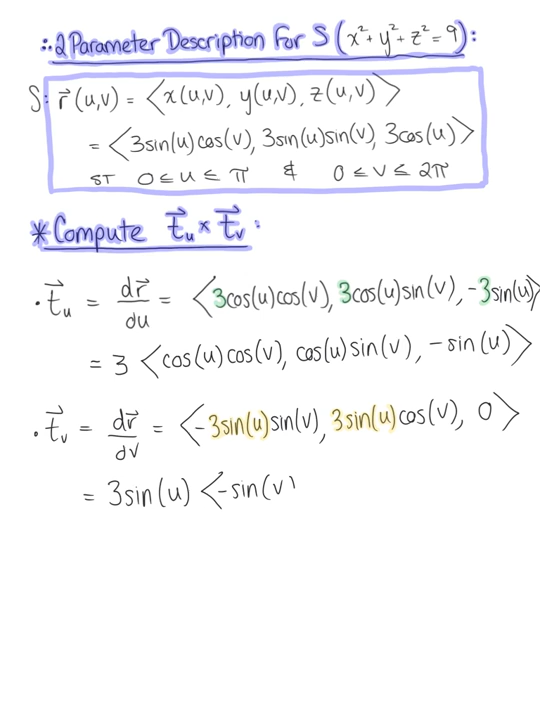 ∴ 2 Parameter Description For S (x² + y² + z² = 9):
S: r⃗(u,v) = ⟨x(u,v), y(u,v), z(u,v)⟩
= ⟨3sin(u)cos(v), 3sin(u)sin(v), 3cos(u)⟩
ST 0 ≤ u ≤ π & 0 ≤ v ≤ 2π
* Compute t⃗ᵤ × t⃗ᵥ:
· t⃗ᵤ = dr⃗/du = ⟨3cos(u)cos(v), 3cos(u)sin(v), -3sin(u)⟩
= 3 ⟨cos(u)cos(v), cos(u)sin(v), -sin(u)⟩
· t⃗ᵥ = dr⃗/dv = ⟨-3sin(u)sin(v), 3sin(u)cos(v), 0⟩
= 3sin(u) ⟨-sin(v)